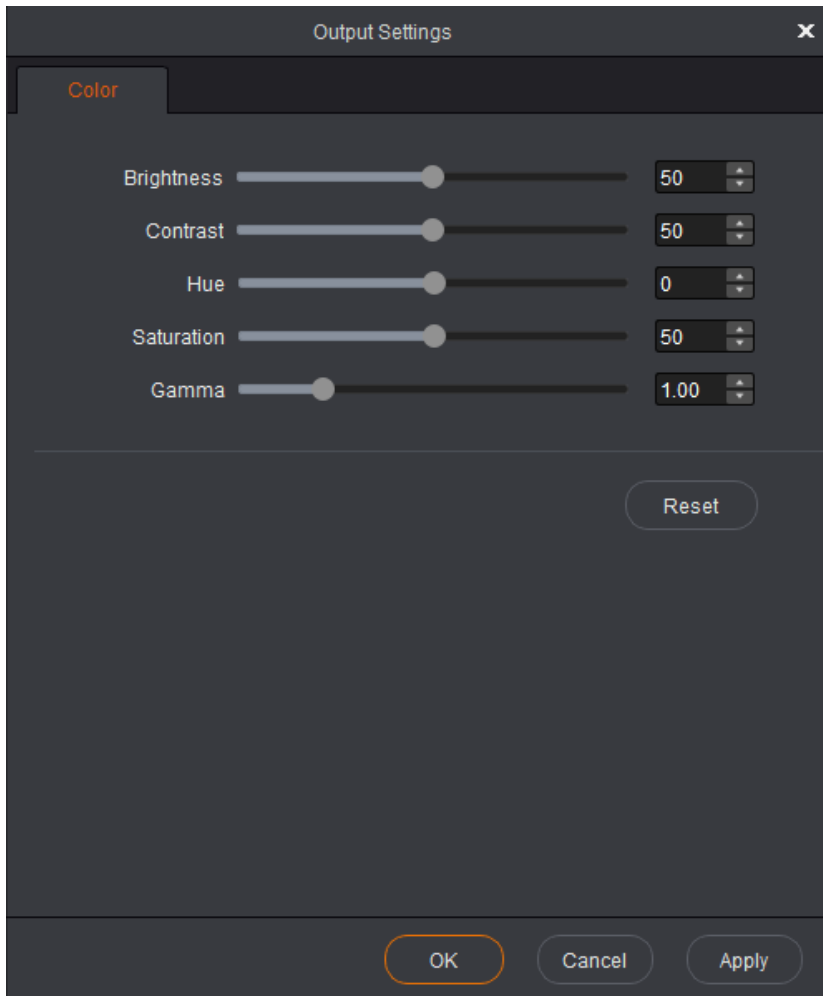 Output Settings
Color
Brightness 50
Contrast 50
Hue 0
Saturation 50
Gamma 1.00
Reset
OK Cancel Apply